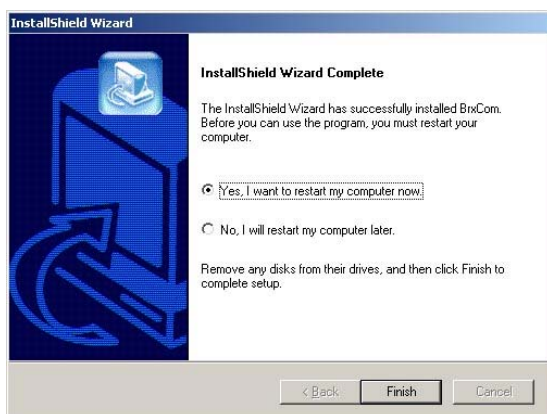 InstallShield Wizard
InstallShield Wizard Complete
The InstallShield Wizard has successfully installed BrxCom.
Before you can use the program, you must restart your
computer.
Yes, I want to restart my computer now.
No, I will restart my computer later.
Remove any disks from their drives, and then click Finish to
complete setup.
< Back
Finish
Cancel